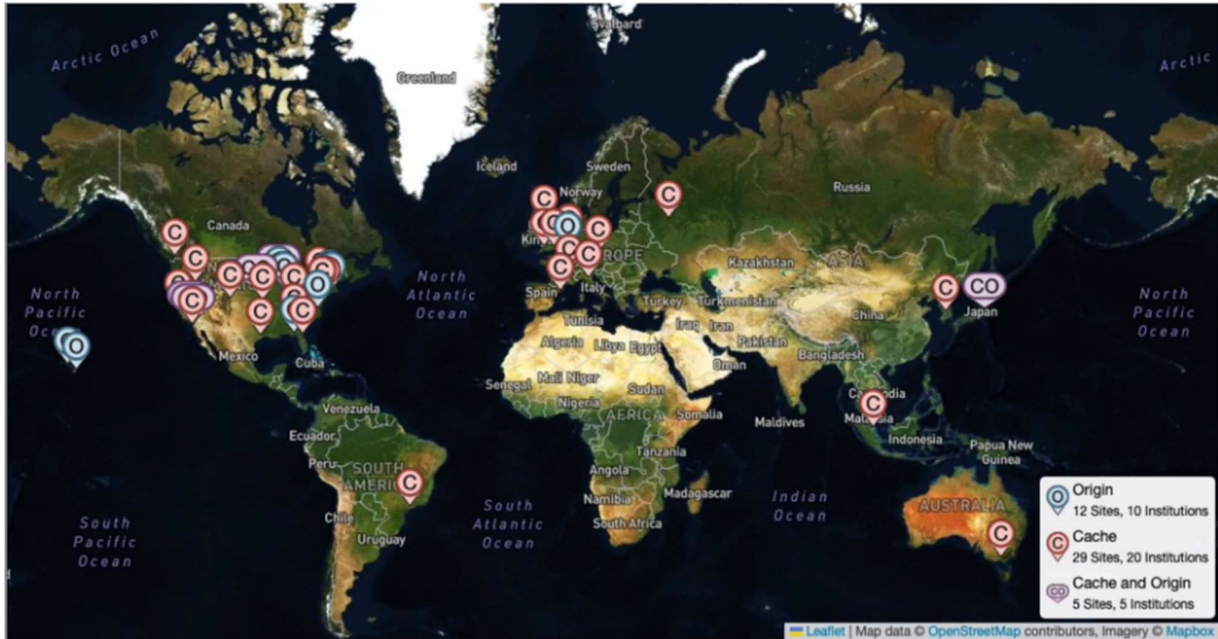 Svalbard
Arctic Ocean
Arctic
Greenland
Iceland
Sweden
Norway
Russia
C
C
Canada
C
C
O
C
C
C
C
Kazakhstan
ASIA
C
C
C
C
O
C
C
Spain
Italy
Turkey
Turkmenistan
C
CO
Japan
China
North
Pacific
North
Atlantic
Ocean
North
Pacific
Ocean
C
C
C
Tunisia
Iraq
Iran
O
Mexico
Cuba
Algeria
Libya
Egypt
Pakistan
Bangladesh
Oman
Senegal
Mali
Niger
Sudan
C
Venezuela
Nigeria
AFRICA
Somalia
Maldives
Ecuador
Indonesia
Papua New
Guinea
Peru
SOUTH
C
Tanzania
Angola
Madagascar
Namibia
Chile
South
Atlantic
Ocean
Indian
Ocean
AUSTRALIA
South
Pacific
Ocean
Uruguay
South Africa
C
O
Origin
12 Sites, 10 Institutions
C
Cache
29 Sites, 20 Institutions
CO
Cache and Origin
5 Sites, 5 Institutions
Leaflet | Map data © OpenStreetMap contributors, Imagery © Mapbox